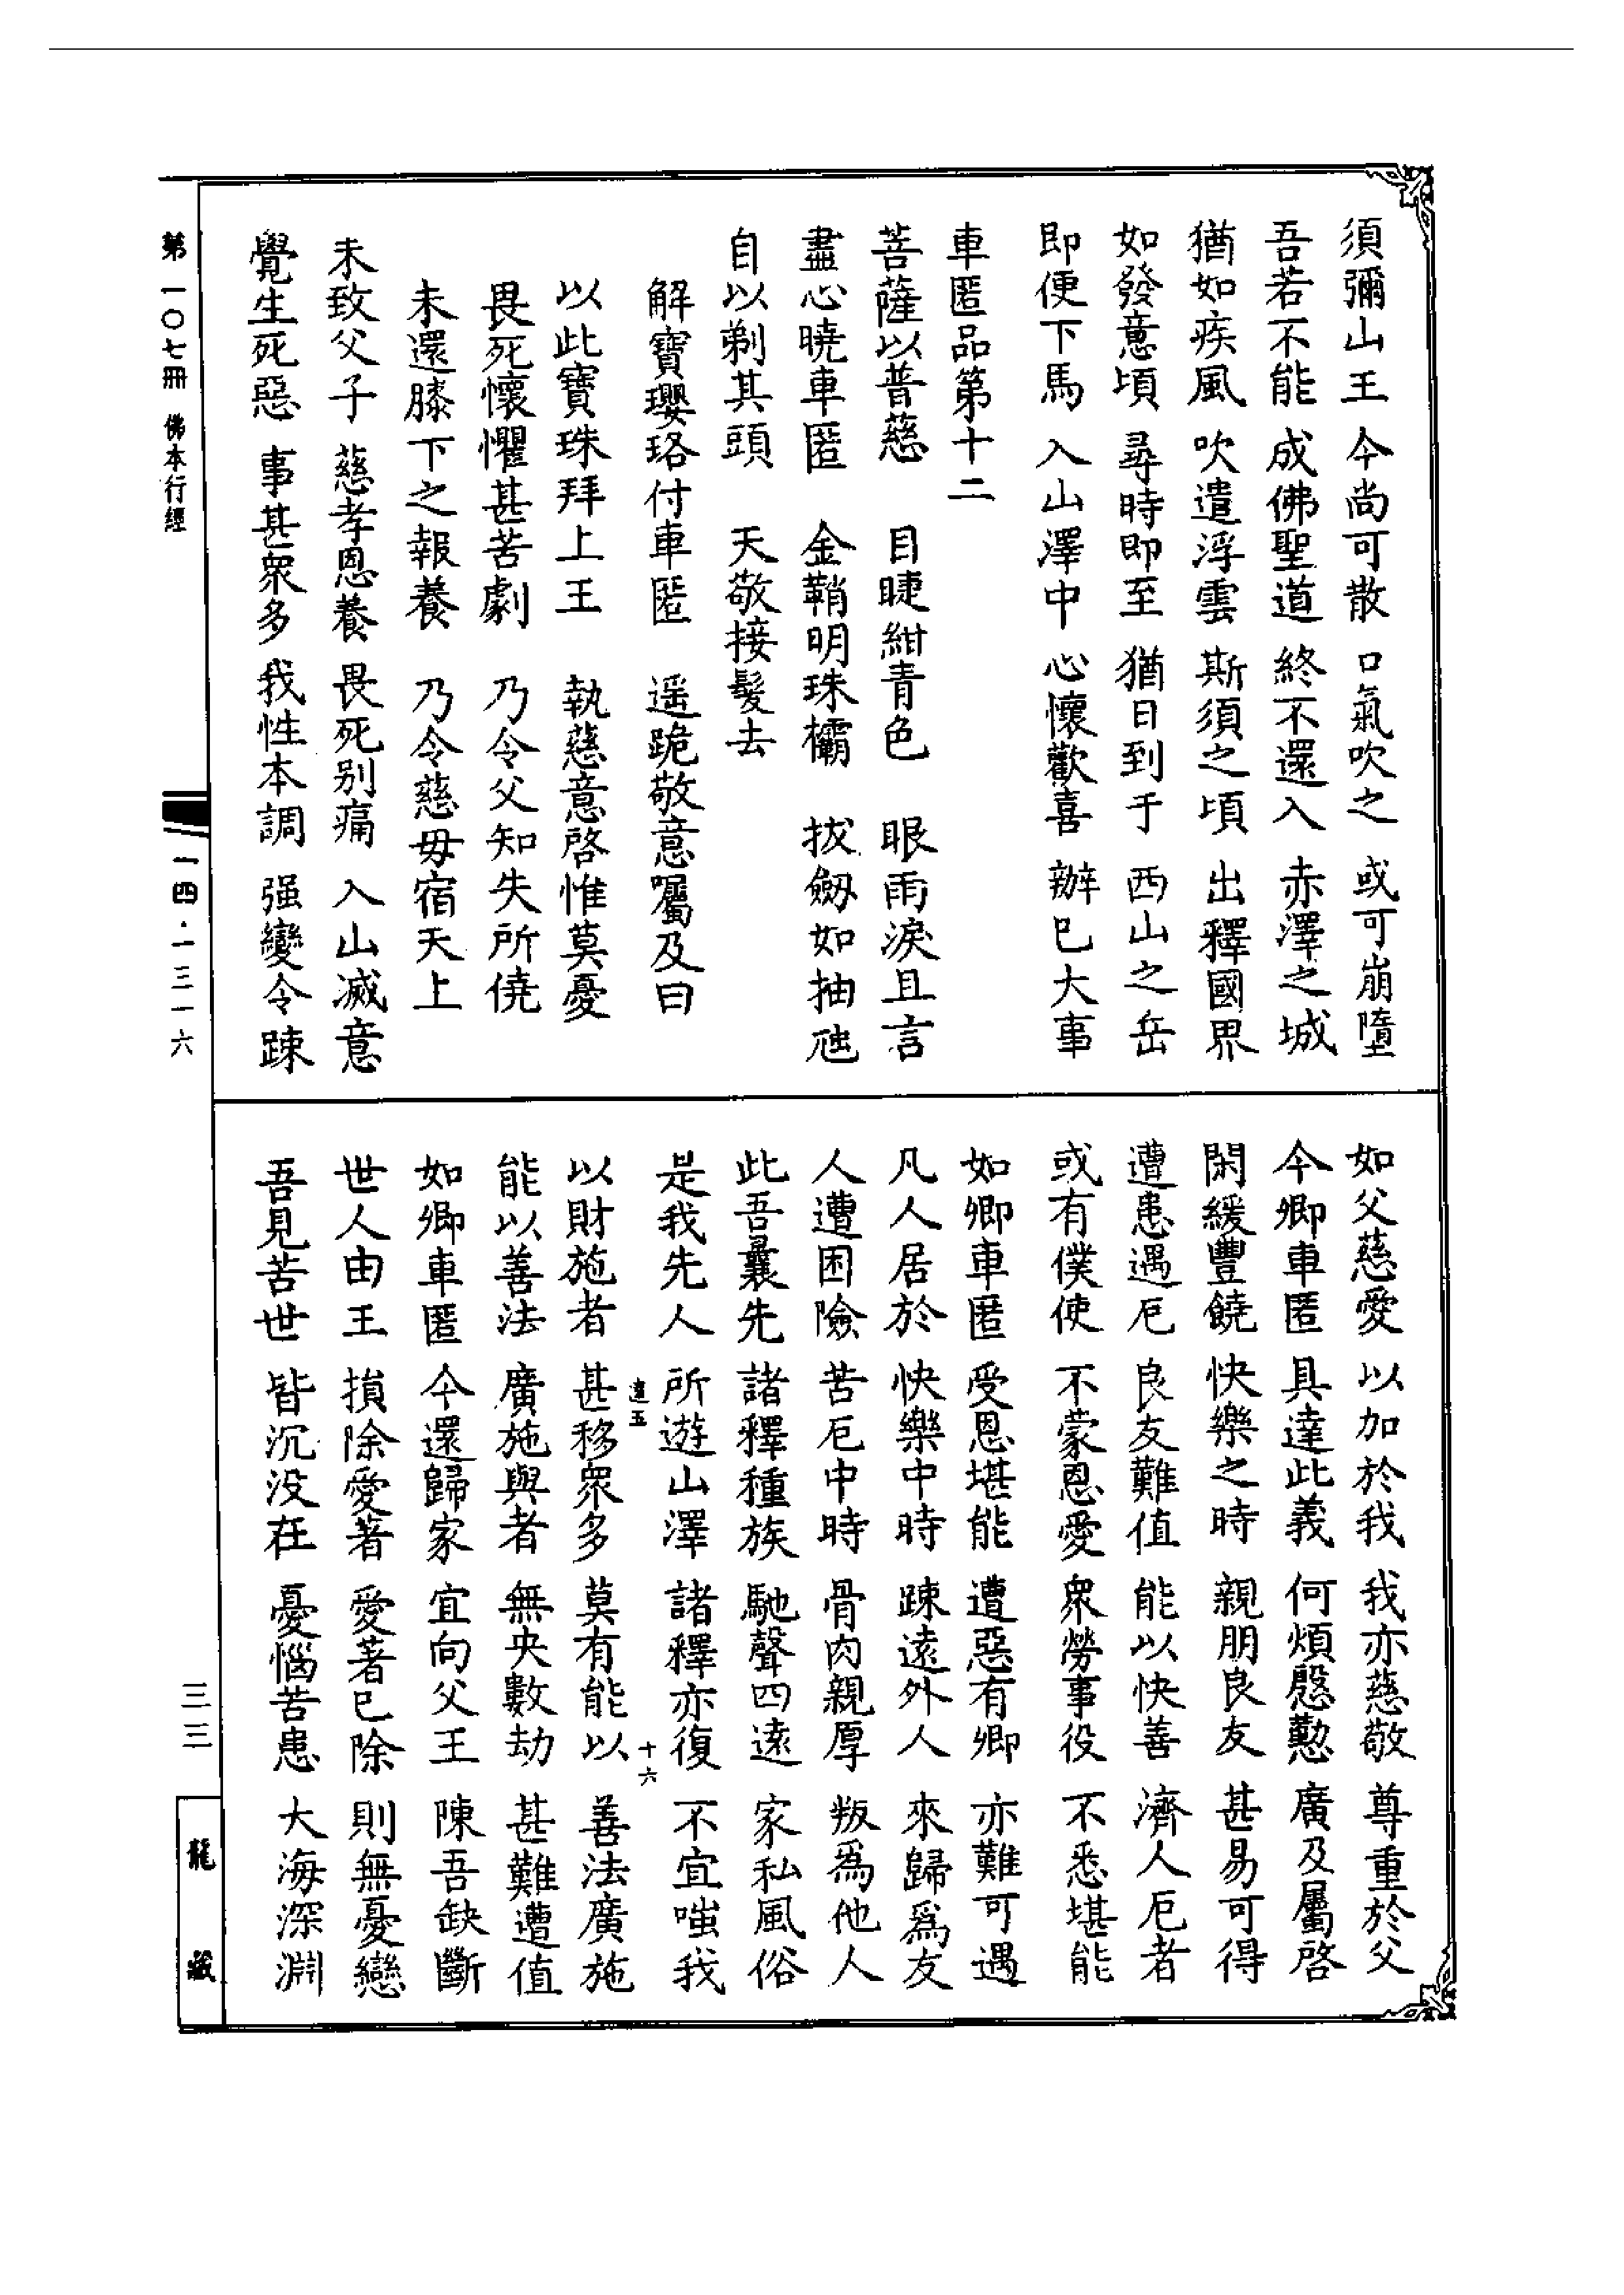 須彌山王 今尚可散 口氣吹之 或可崩墮
吾若不能 成佛聖道 終不還入 赤澤之城
猶如疾風 吹遣浮雲 斯須之頃 出釋國界
如發意頃 尋時即至 猶日到于 西山之岳
即便下馬 入山澤中 心懷歡喜 辦已大事
車匿品第十二
菩薩以普慈 目睫紺青色 眼雨淚且言
盡心曉車匿 金鞘明珠欛 拔劒如抽虵
自以剃其頭 天敬接髮去
解寶瓔珞付車匿 遥跪敬意囑及曰
以此寶珠拜上王 執慈意啓惟莫憂
畏死懷懼甚苦劇 乃令父知失所僥
未還膝下之報養 乃令慈毋宿天上
未致父子 慈孝恩養 畏死别痛 入山滅意
覺生死惡 事甚衆多 我性本調 强變令踈
如父慈愛 以加於我 我亦慈敬 尊重於父
今卿車匿 具達此義 何煩慇懃 廣及屬啓
閑緩豐饒 快樂之時 親朋良友 甚易可得
遭患遇厄 良友難值 能以快善 濟人厄者
或有僕使 不蒙恩愛 衆勞事役 不悉堪能
如卿車匿 受恩堪能 遭惡有卿 亦難可遇
凡人居於 快樂中時 踈遠外人 來歸爲友
人遭困險 苦厄中時 骨肉親厚 叛爲他人
此吾曩先 諸釋種族 馳聲四遠 家私風俗
是我先人 所遊山澤 諸釋亦復 不宜嗤我
以財施者 甚移衆多 莫有能以 善法廣施
能以善法 廣施與者 無央數劫 甚難遭值
如卿車匿 今還歸家 宜向父王 陳吾缺斷
世人由王 損除愛著 愛著已除 則無憂戀
吾見苦世 皆沉没在 憂惱苦患 大海深淵
十六
第一〇七冊 佛本行經
一四·一三一六
三三
龍藏